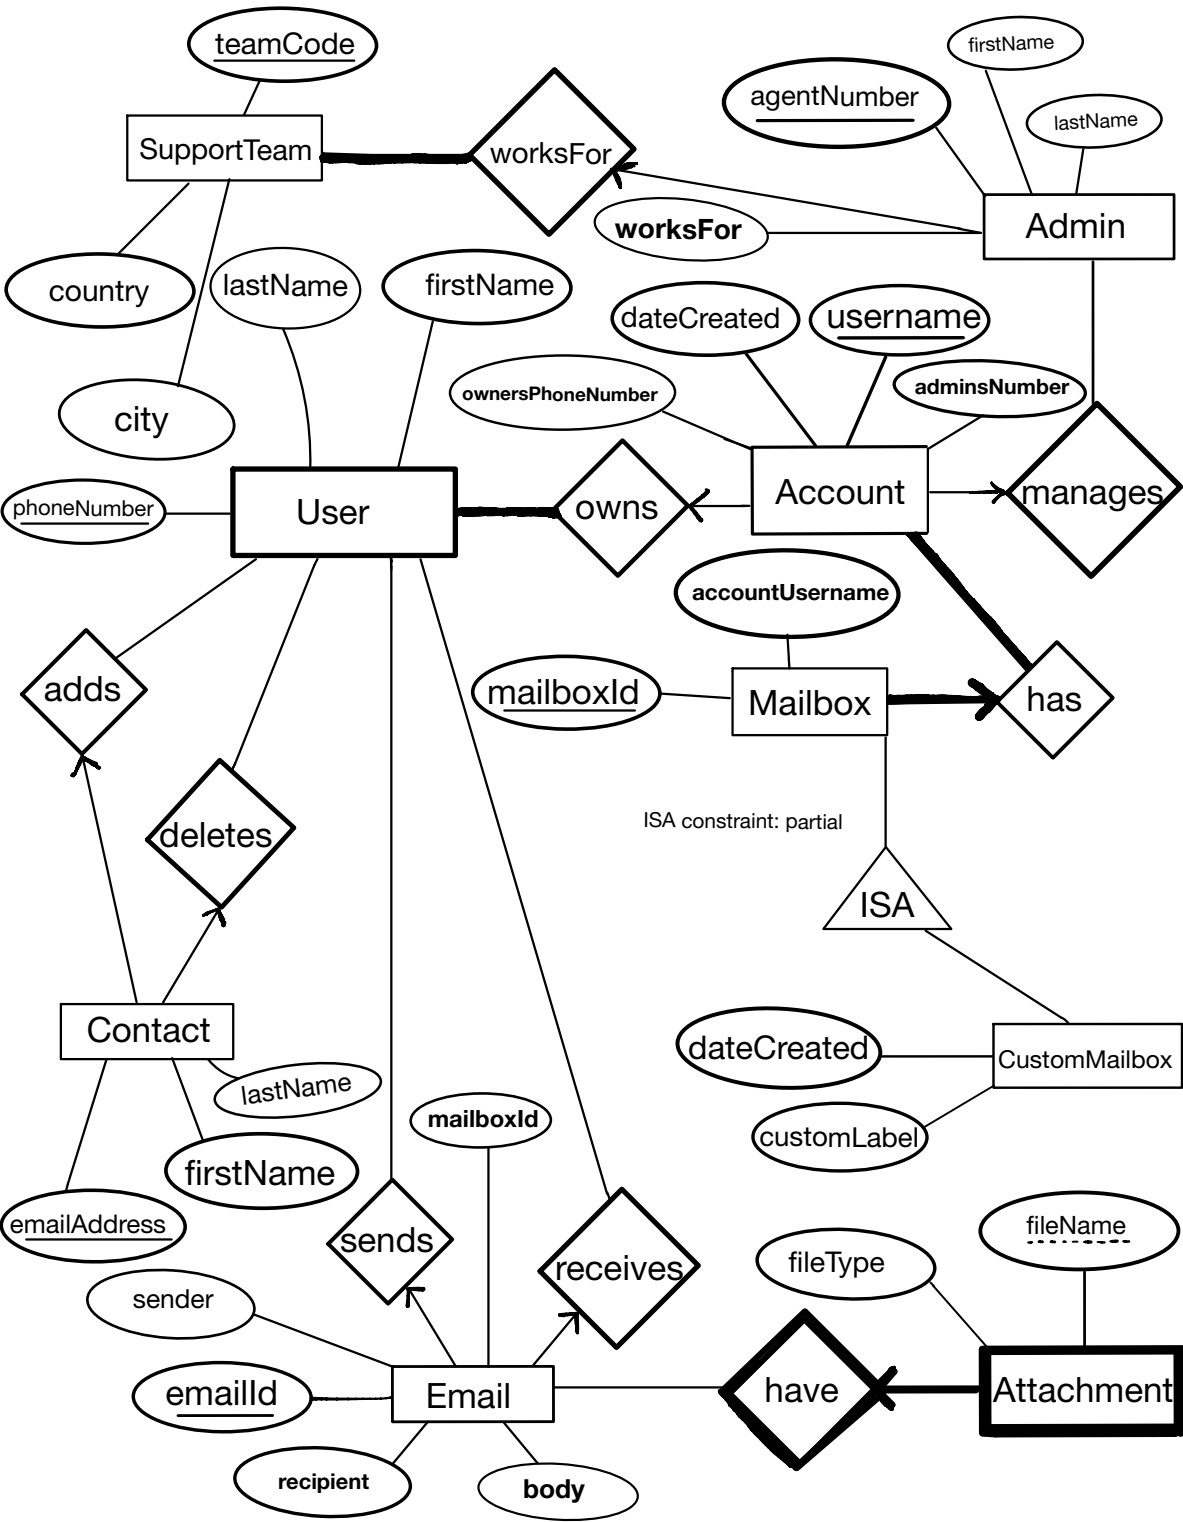 teamCode
firstName
agentNumber
lastName
SupportTeam
worksFor
worksFor
Admin
country
lastName
firstName
dateCreated
username
ownersPhoneNumber
adminsNumber
city
phoneNumber
User
owns
Account
manages
accountUsername
adds
mailboxId
Mailbox
has
ISA constraint: partial
deletes
ISA
Contact
dateCreated
CustomMailbox
lastName
mailboxId
customLabel
firstName
emailAddress
sends
receives
fileName
fileType
sender
emailId
Email
have
Attachment
recipient
body